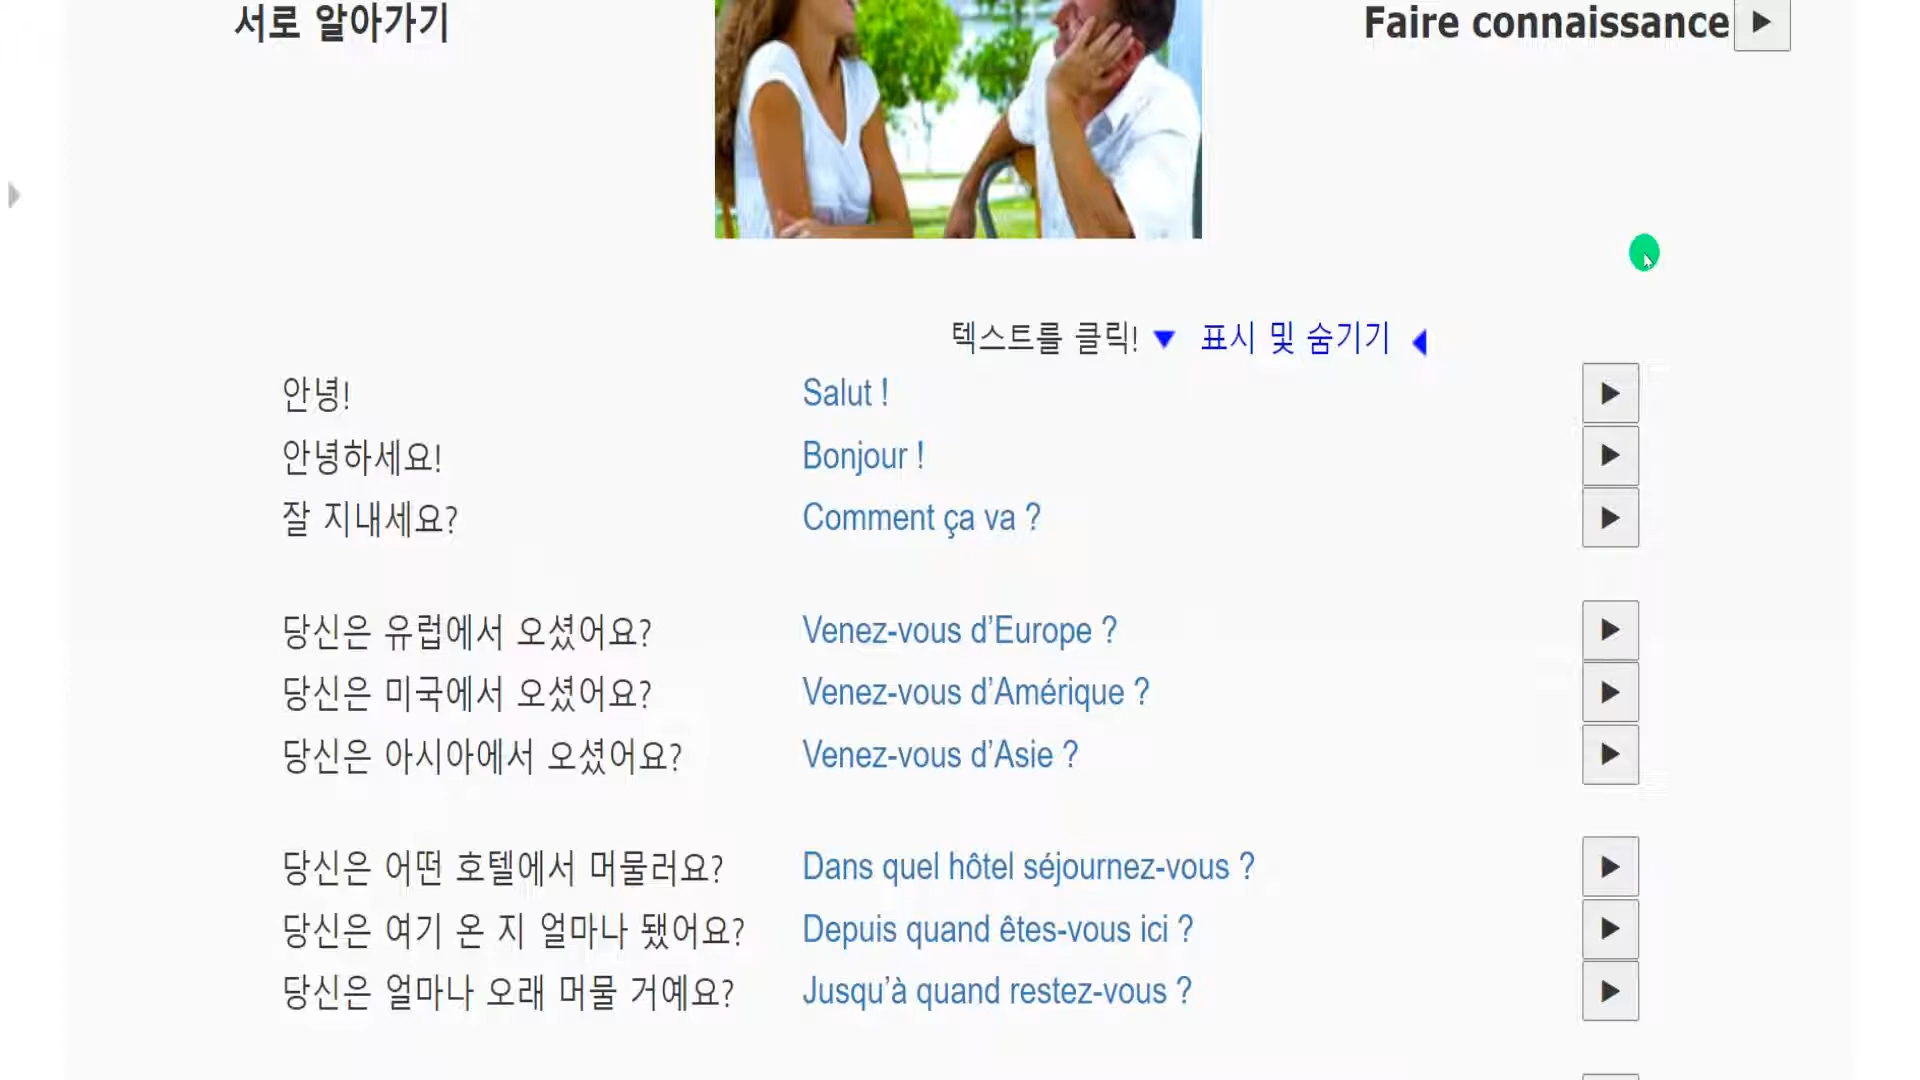 서로 알아가기 Faire connaissance
텍스트를 클릭! 표시 및 숨기기
안녕! Salut !
안녕하세요! Bonjour !
잘 지내세요? Comment ça va ?
당신은 유럽에서 오셨어요? Venez-vous d’Europe ?
당신은 미국에서 오셨어요? Venez-vous d’Amérique ?
당신은 아시아에서 오셨어요? Venez-vous d’Asie ?
당신은 어떤 호텔에서 머물러요? Dans quel hôtel séjournez-vous ?
당신은 여기 온 지 얼마나 됐어요? Depuis quand êtes-vous ici ?
당신은 얼마나 오래 머물 거예요? Jusqu’à quand restez-vous ?